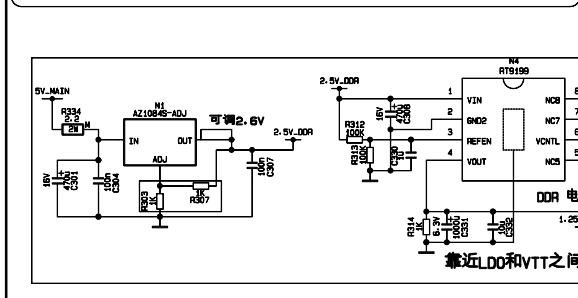 5V_MAIN
R334
2.2
2W
M
N1
AZ1084S-ADJ
IN
OUT
ADJ
可调2.6V
2.5V_DDR
16V
470u
C301
100n
C304
R303
1K
1K
R307
100n
C307
2.5V_DDR
R312
100K
16V
470u
C308
R313
100K
C330
1U
N4
RT9199
1
VIN
2
GND2
3
REFEN
4
VOUT
NC8
8
NC7
7
VCNTL
6
NC5
5
DDR 电
R314
1K
6.3V
1000U
C331
10u
C332
1.25
靠近LDO和VTT之间